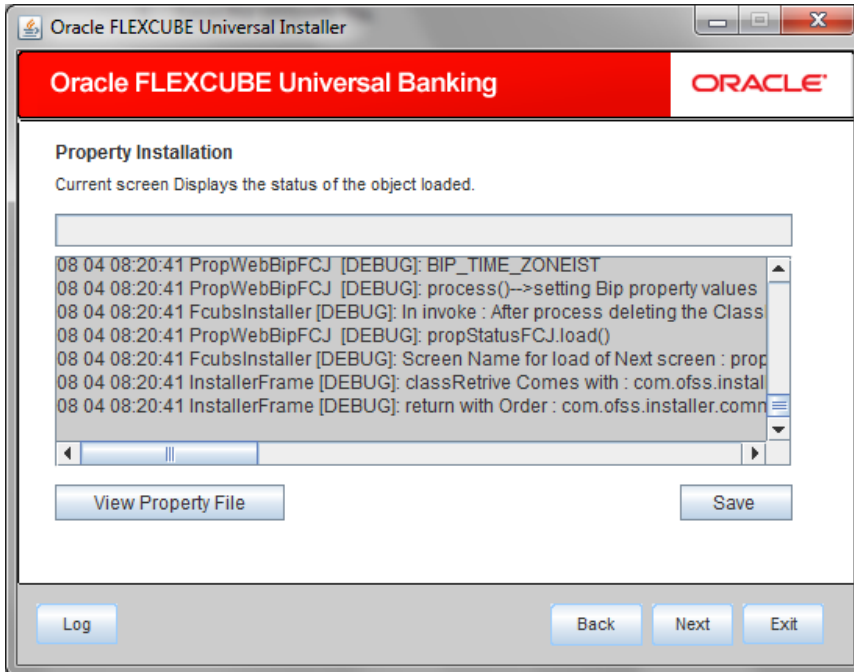 Oracle FLEXCUBE Universal Installer
Oracle FLEXCUBE Universal Banking
ORACLE
Property Installation
Current screen Displays the status of the object loaded.
08 04 08:20:41 PropWebBipFCJ [DEBUG]: BIP_TIME_ZONEIST
08 04 08:20:41 PropWebBipFCJ [DEBUG]: process()-->setting Bip property values
08 04 08:20:41 FcubsInstaller [DEBUG]: In invoke : After process deleting the Class
08 04 08:20:41 PropWebBipFCJ [DEBUG]: propStatusFCJ.load()
08 04 08:20:41 FcubsInstaller [DEBUG]: Screen Name for load of Next screen : prop
08 04 08:20:41 InstallerFrame [DEBUG]: classRetrive Comes with : com.ofss.instal
08 04 08:20:41 InstallerFrame [DEBUG]: return with Order : com.ofss.installer.comm
View Property File
Save
Log
Back
Next
Exit